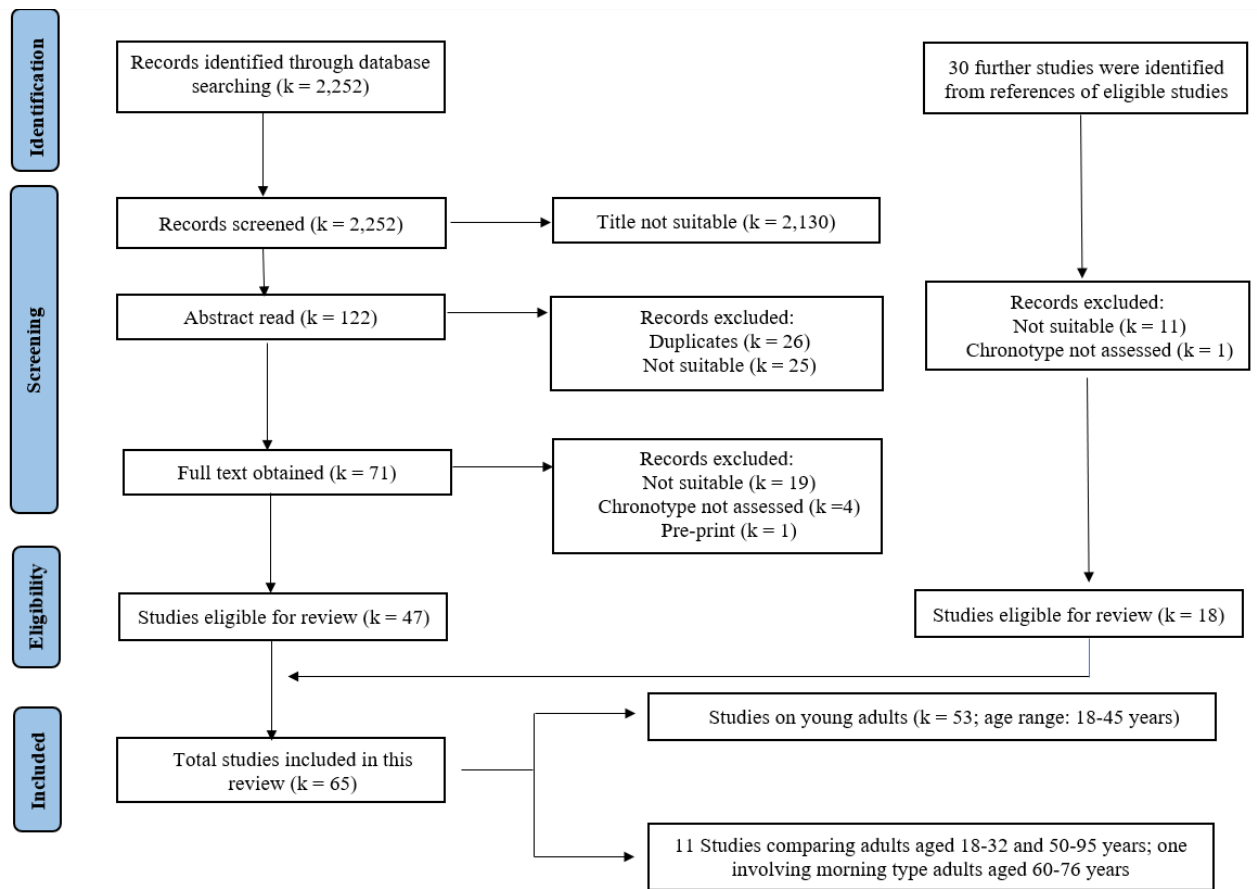 Identification
Records identified through database
searching (k = 2,252)
30 further studies were identified
from references of eligible studies
Screening
Records screened (k = 2,252)
Title not suitable (k = 2,130)
Abstract read (k = 122)
Records excluded:
Duplicates (k = 26)
Not suitable (k = 25)
Records excluded:
Not suitable (k = 11)
Chronotype not assessed (k = 1)
Full text obtained (k = 71)
Records excluded:
Not suitable (k = 19)
Chronotype not assessed (k =4)
Pre-print (k = 1)
Eligibility
Studies eligible for review (k = 47)
Studies eligible for review (k = 18)
Included
Total studies included in this
review (k = 65)
Studies on young adults (k = 53; age range: 18-45 years)
11 Studies comparing adults aged 18-32 and 50-95 years; one
involving morning type adults aged 60-76 years